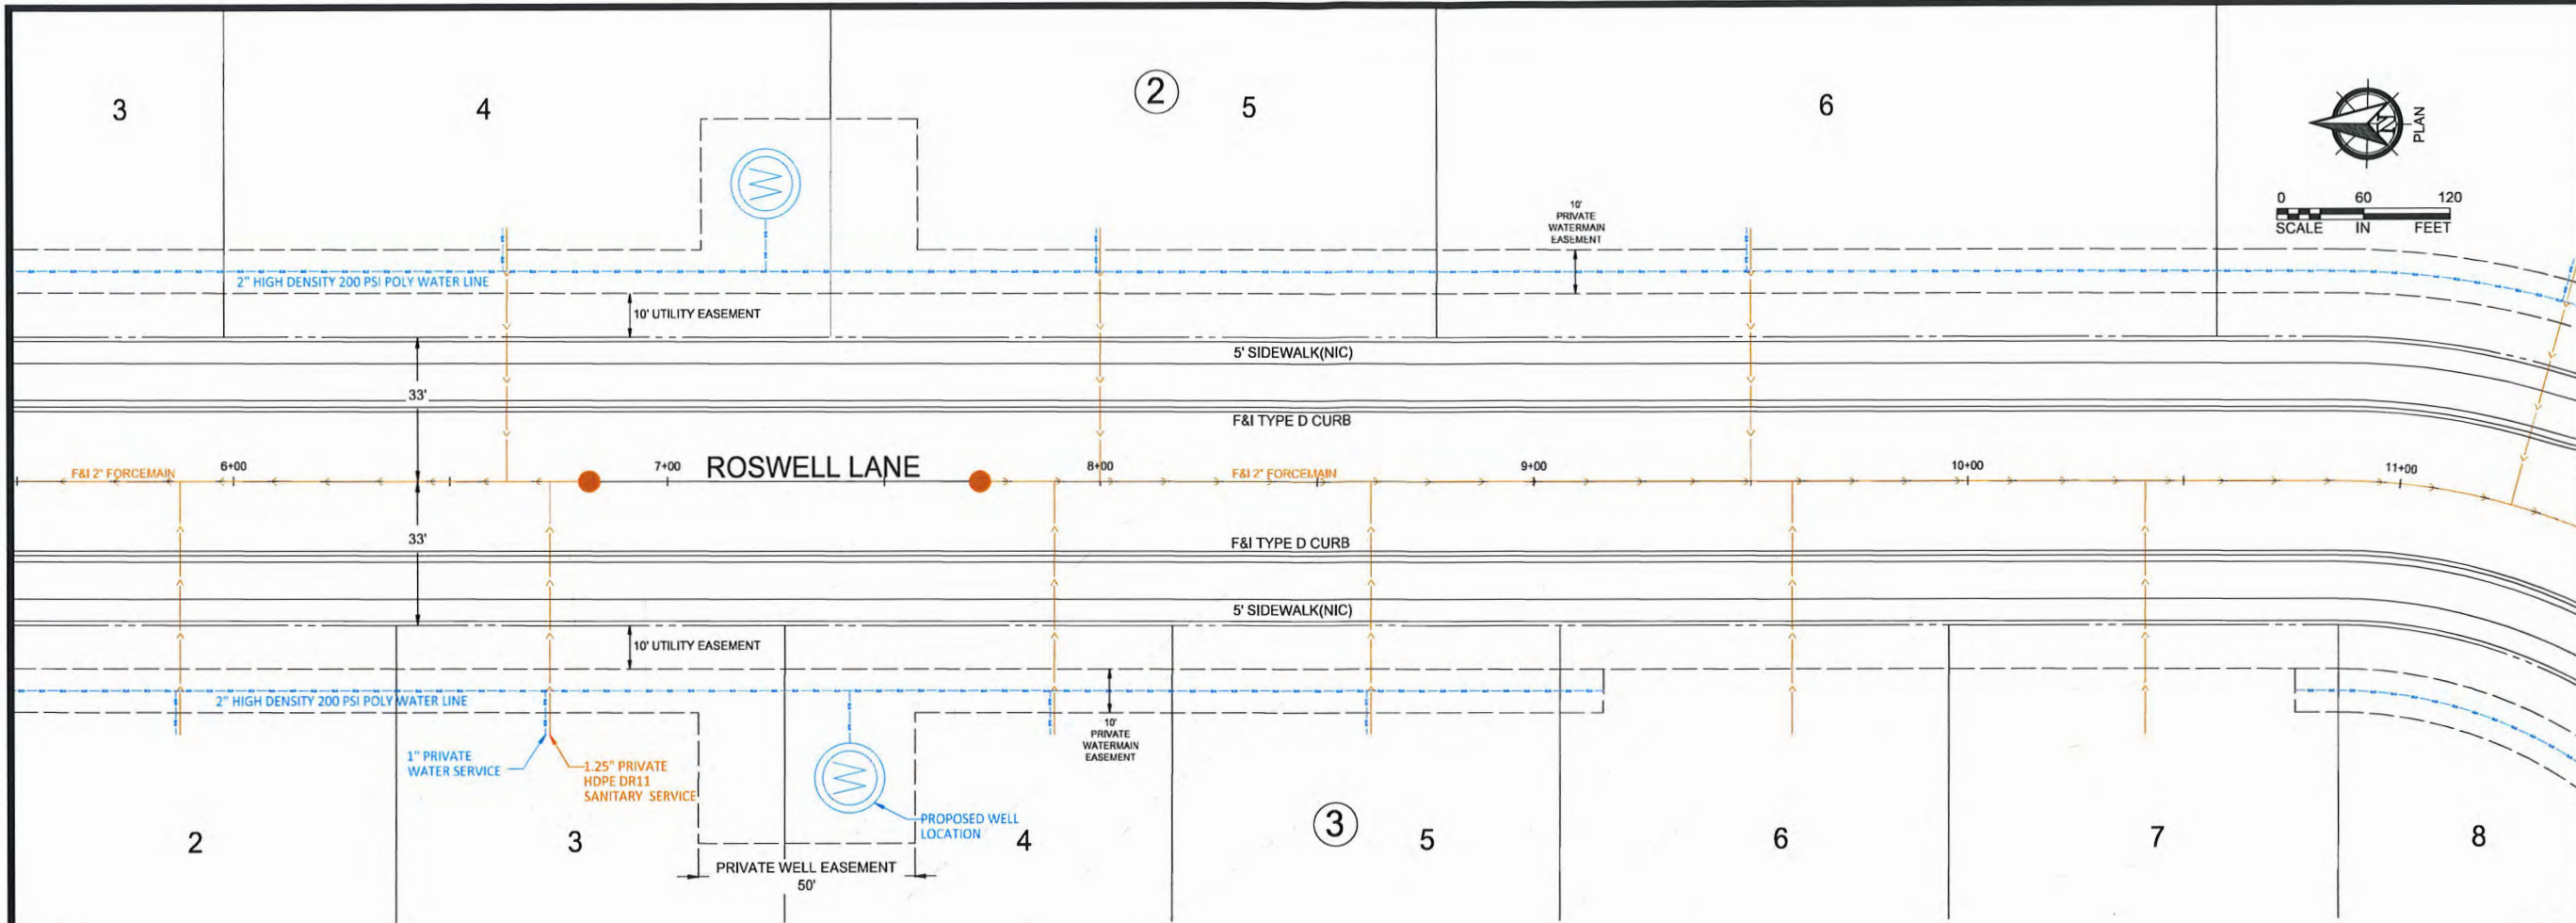 3
4
②
5
6
N
PLAN
0 60 120
SCALE IN FEET
W
10'
PRIVATE
WATERMAIN
EASEMENT
2" HIGH DENSITY 200 PSI POLY WATER LINE
10' UTILITY EASEMENT
5' SIDEWALK(NIC)
33'
F&I TYPE D CURB
F&I 2" FORCEMAIN
6+00
7+00
ROSWELL LANE
8+00
F&I 2" FORCEMAIN
9+00
10+00
11+00
33'
F&I TYPE D CURB
5' SIDEWALK(NIC)
10' UTILITY EASEMENT
2" HIGH DENSITY 200 PSI POLY WATER LINE
10'
PRIVATE
WATERMAIN
EASEMENT
1" PRIVATE
WATER SERVICE
1.25" PRIVATE
HDPE DR11
SANITARY SERVICE
W
PROPOSED WELL
LOCATION
2
3
4
③
5
6
7
8
PRIVATE WELL EASEMENT
50'